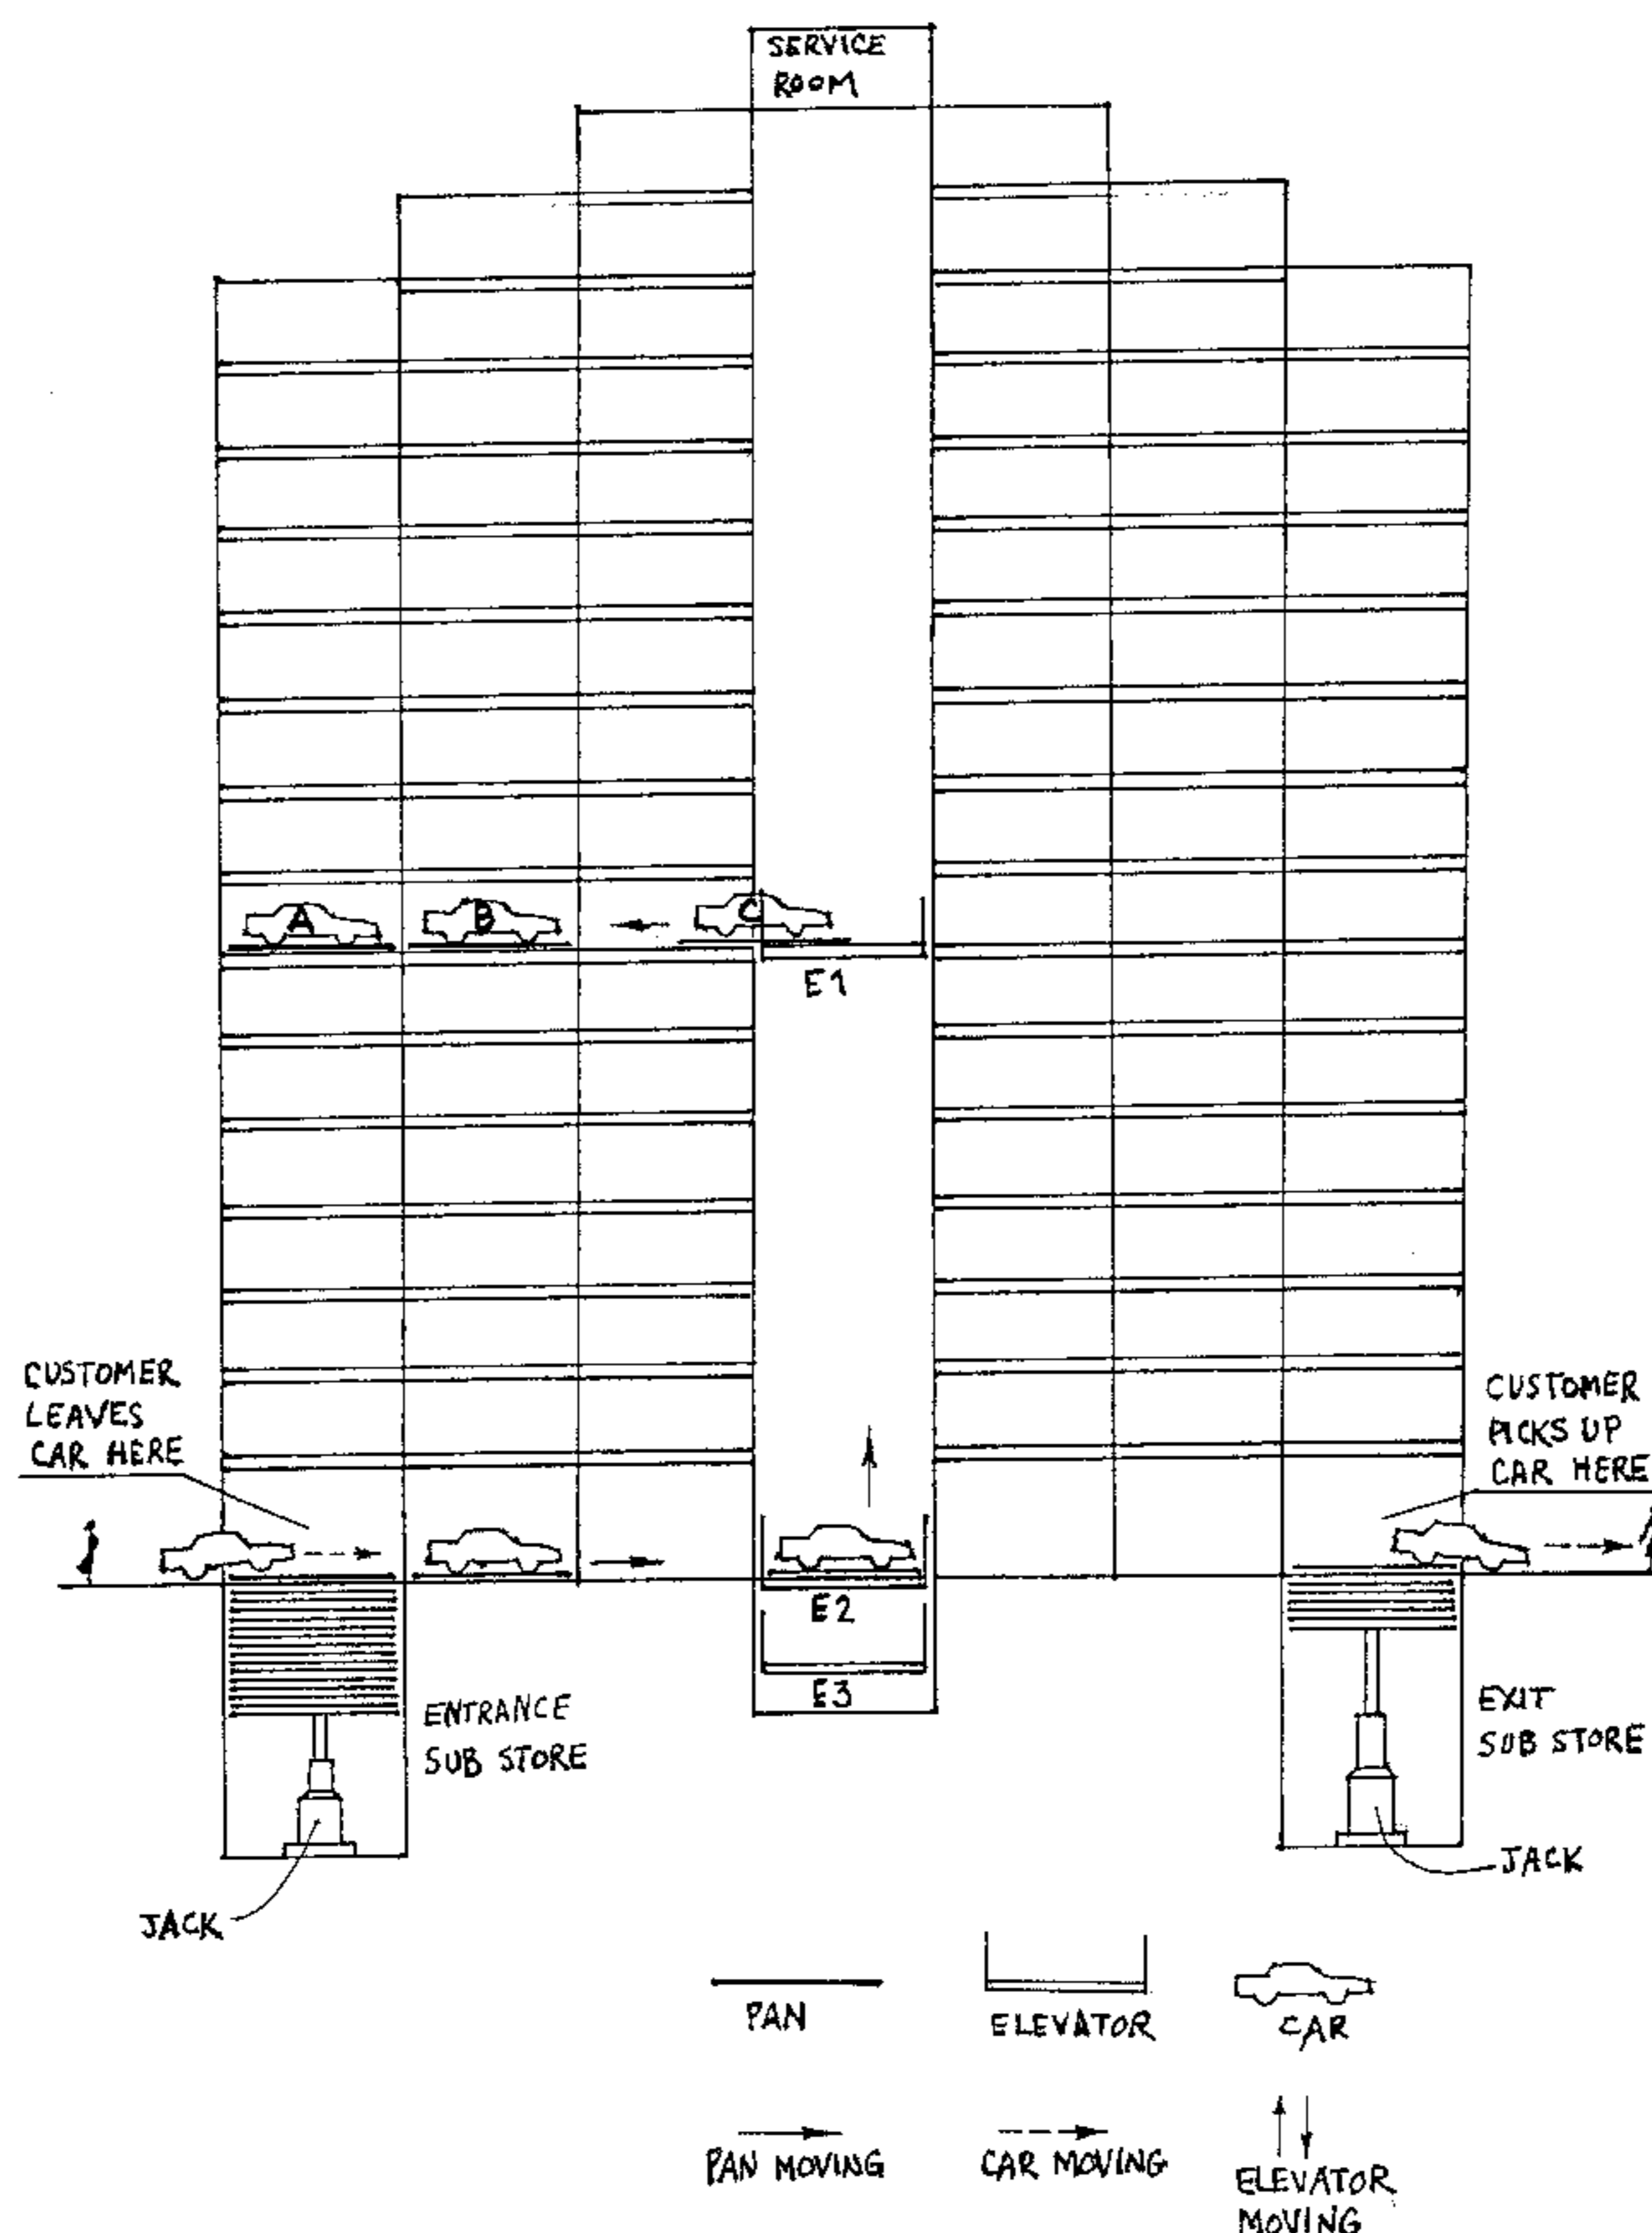 SERVICE
ROOM
A
B
C
E1
CUSTOMER
LEAVES
CAR HERE
CUSTOMER
PICKS UP
CAR HERE
E2
E3
ENTRANCE
SUB STORE
EXIT
SUB STORE
JACK
JACK
PAN
ELEVATOR
CAR
PAN MOVING
CAR MOVING
ELEVATOR
MOVING